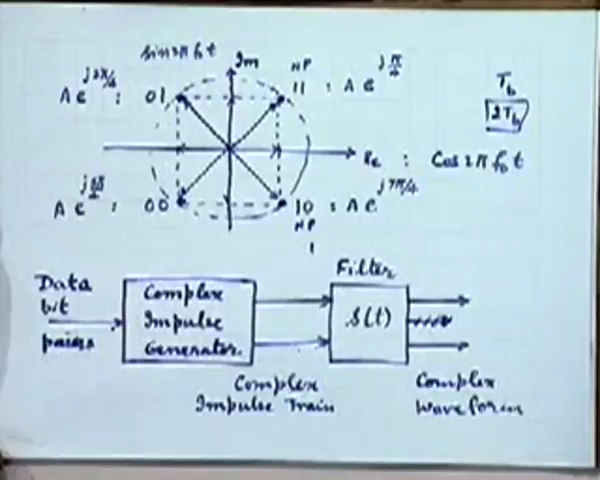 sin 2π f₀ t
Im
NP
A e^{j3π/4} : 01
11 : A e^{jπ/4}
T_b
2T_b
Re : Cos 2π f₀ t
A e^{j5π/4} : 00
10 : A e^{j7π/4}
NP
1
Data
bit
pairs
Complex
Impulse
Generator
Filter
s(t)
Complex
Impulse Train
Complex
Waveform